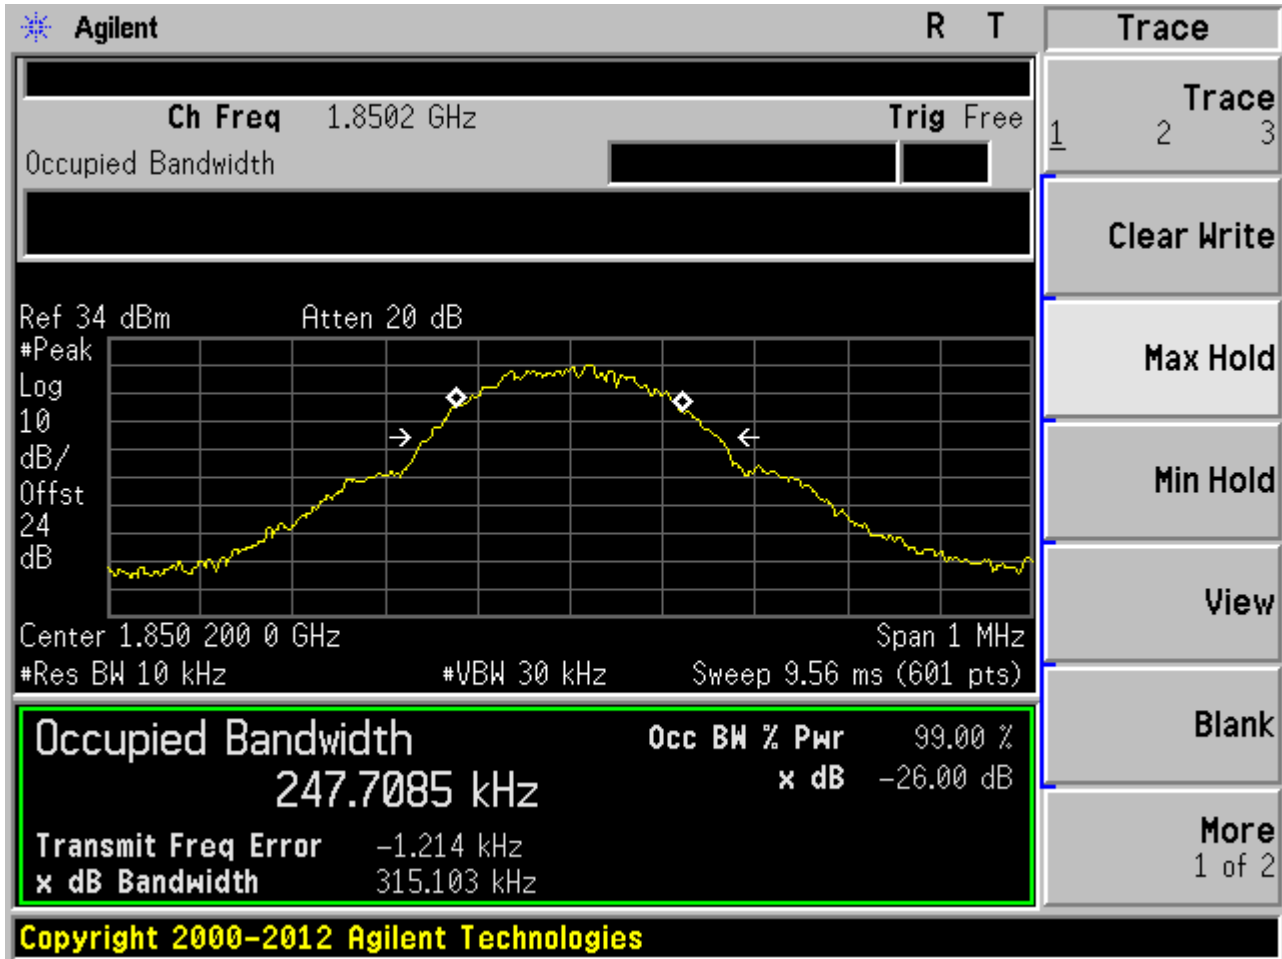 Agilent R T
Trace
Ch Freq 1.8502 GHz Trig Free
Occupied Bandwidth
Ref 34 dBm Atten 20 dB
#Peak
Log
10
dB/
Offst
24
dB
Center 1.850 200 0 GHz Span 1 MHz
#Res BW 10 kHz #VBW 30 kHz Sweep 9.56 ms (601 pts)
Occupied Bandwidth
247.7085 kHz
Occ BW % Pwr 99.00 %
x dB -26.00 dB
Transmit Freq Error -1.214 kHz
x dB Bandwidth 315.103 kHz
Trace
1 2 3
Clear Write
Max Hold
Min Hold
View
Blank
More
1 of 2
Copyright 2000-2012 Agilent Technologies